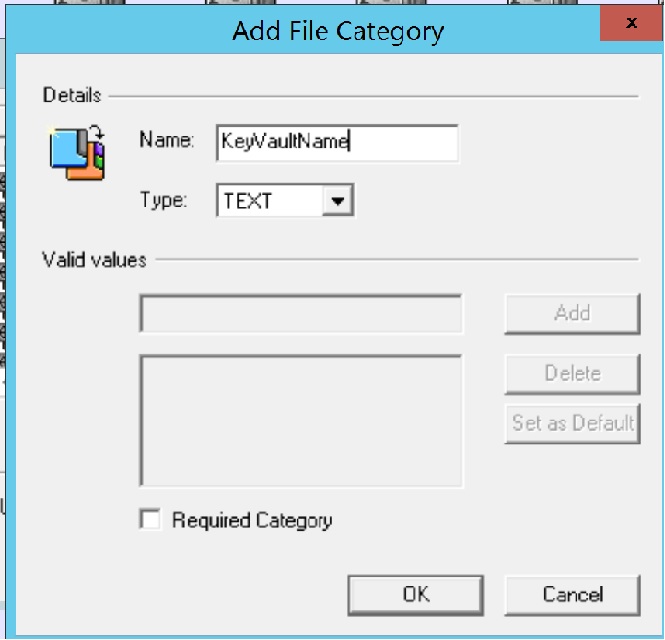 Add File Category
x
Details
Name: KeyVaultName
Type: TEXT
Valid values
Add
Delete
Set as Default
Required Category
OK Cancel